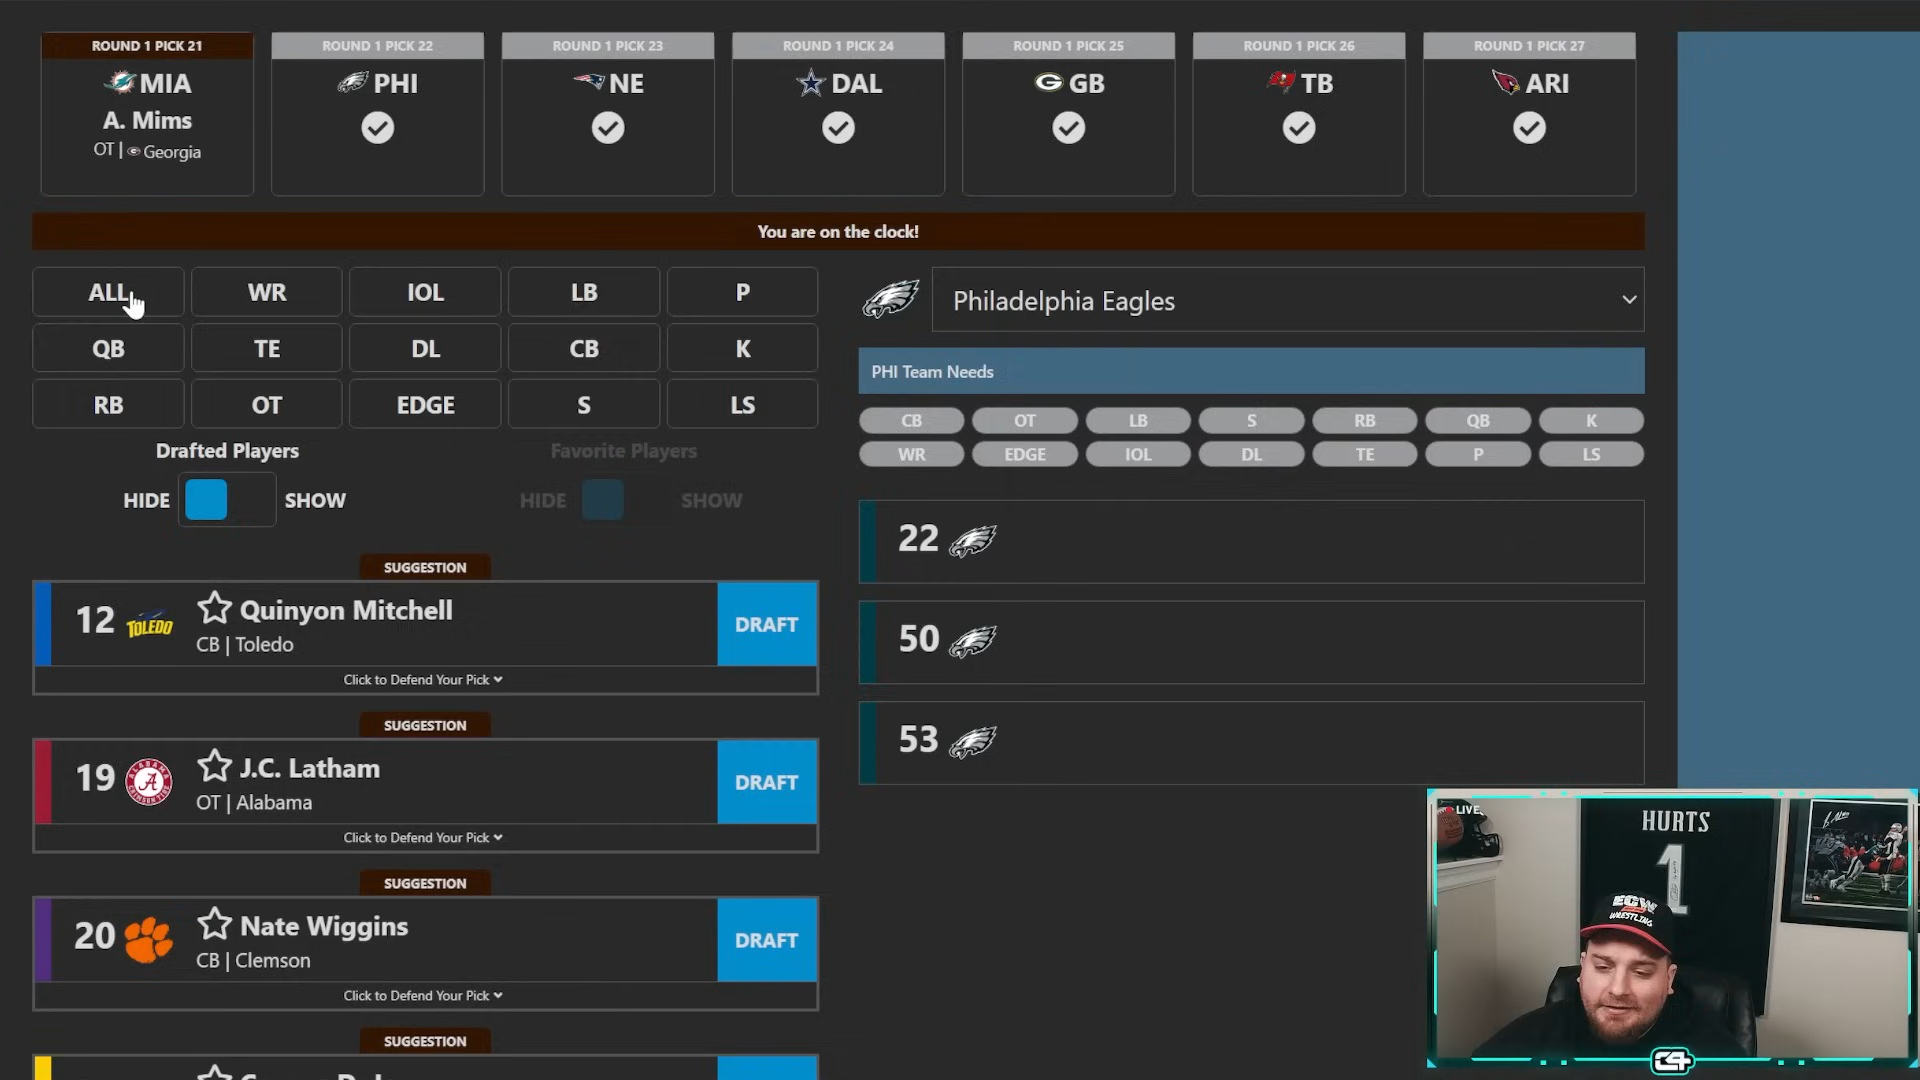 ROUND 1 PICK 21
MIA
A. Mims
OT | Georgia
ROUND 1 PICK 22
PHI
ROUND 1 PICK 23
NE
ROUND 1 PICK 24
DAL
ROUND 1 PICK 25
GB
ROUND 1 PICK 26
TB
ROUND 1 PICK 27
ARI
You are on the clock!
ALL WR IOL LB P
QB TE DL CB K
RB OT EDGE S LS
Drafted Players
HIDE SHOW
Favorite Players
HIDE SHOW
SUGGESTION
12 TOLEDO Quinyon Mitchell
CB | Toledo
DRAFT
Click to Defend Your Pick
SUGGESTION
19 A J.C. Latham
OT | Alabama
DRAFT
Click to Defend Your Pick
SUGGESTION
20 Nate Wiggins
CB | Clemson
DRAFT
Click to Defend Your Pick
SUGGESTION
Philadelphia Eagles
PHI Team Needs
CB OT LB S RB QB K
WR EDGE IOL DL TE P LS
22
50
53
LIVE
HURTS
1
ECW
WRESTLING